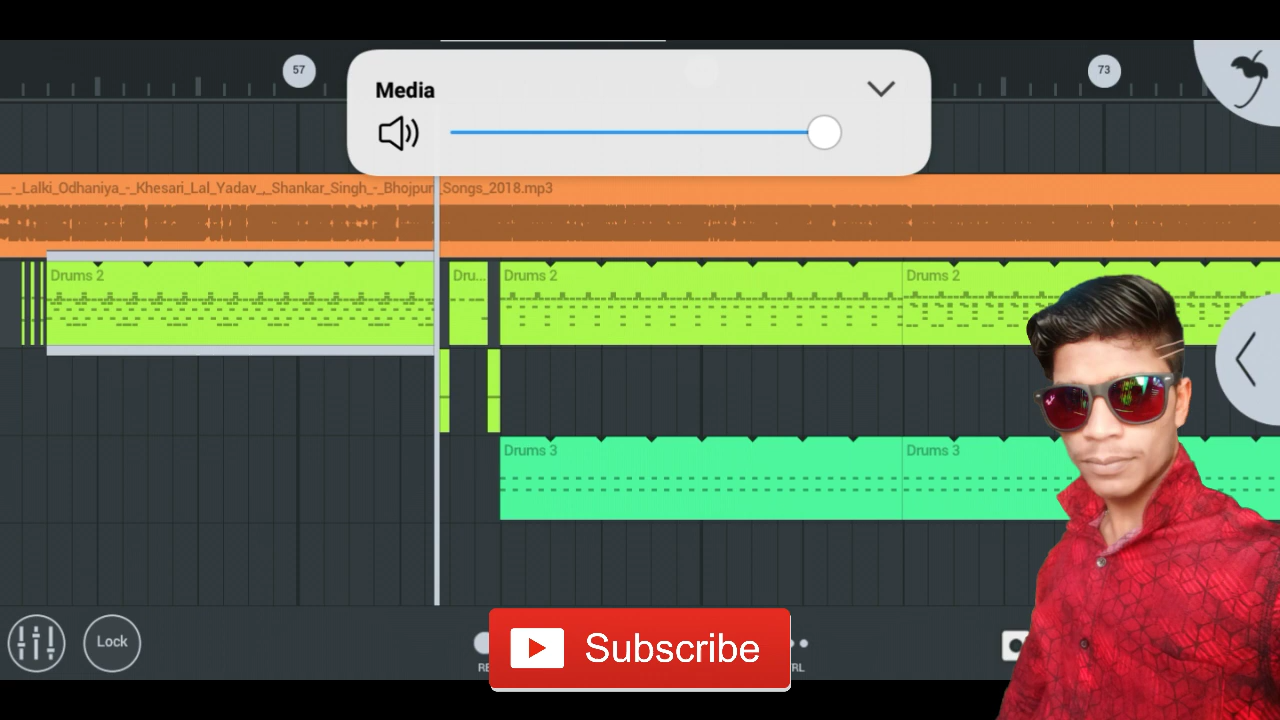 57
73
Media
__-_Lalki_Odhaniya_-_Khesari_Lal_Yadav_,_Shankar_Singh_-_Bhojpuri_Songs_2018.mp3
Drums 2
Dru...
Drums 2
Drums 2
Drums 3
Drums 3
Lock
Subscribe